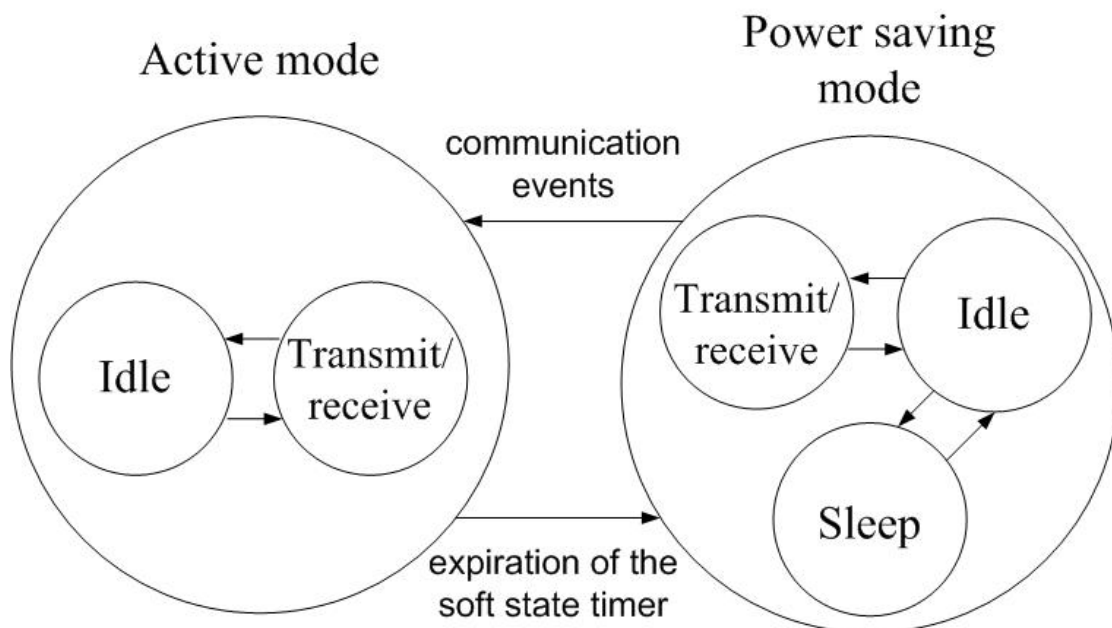 Active mode
Power saving
mode
communication
events
Idle
Transmit/
receive
Transmit/
receive
Idle
Sleep
expiration of the
soft state timer